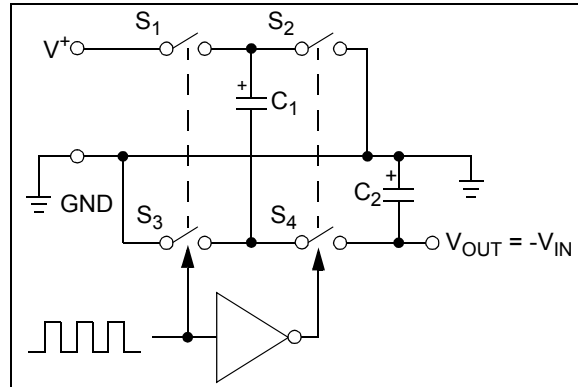 S1
S2
V+
+
C1
+
C2
GND
S3
S4
VOUT = -VIN